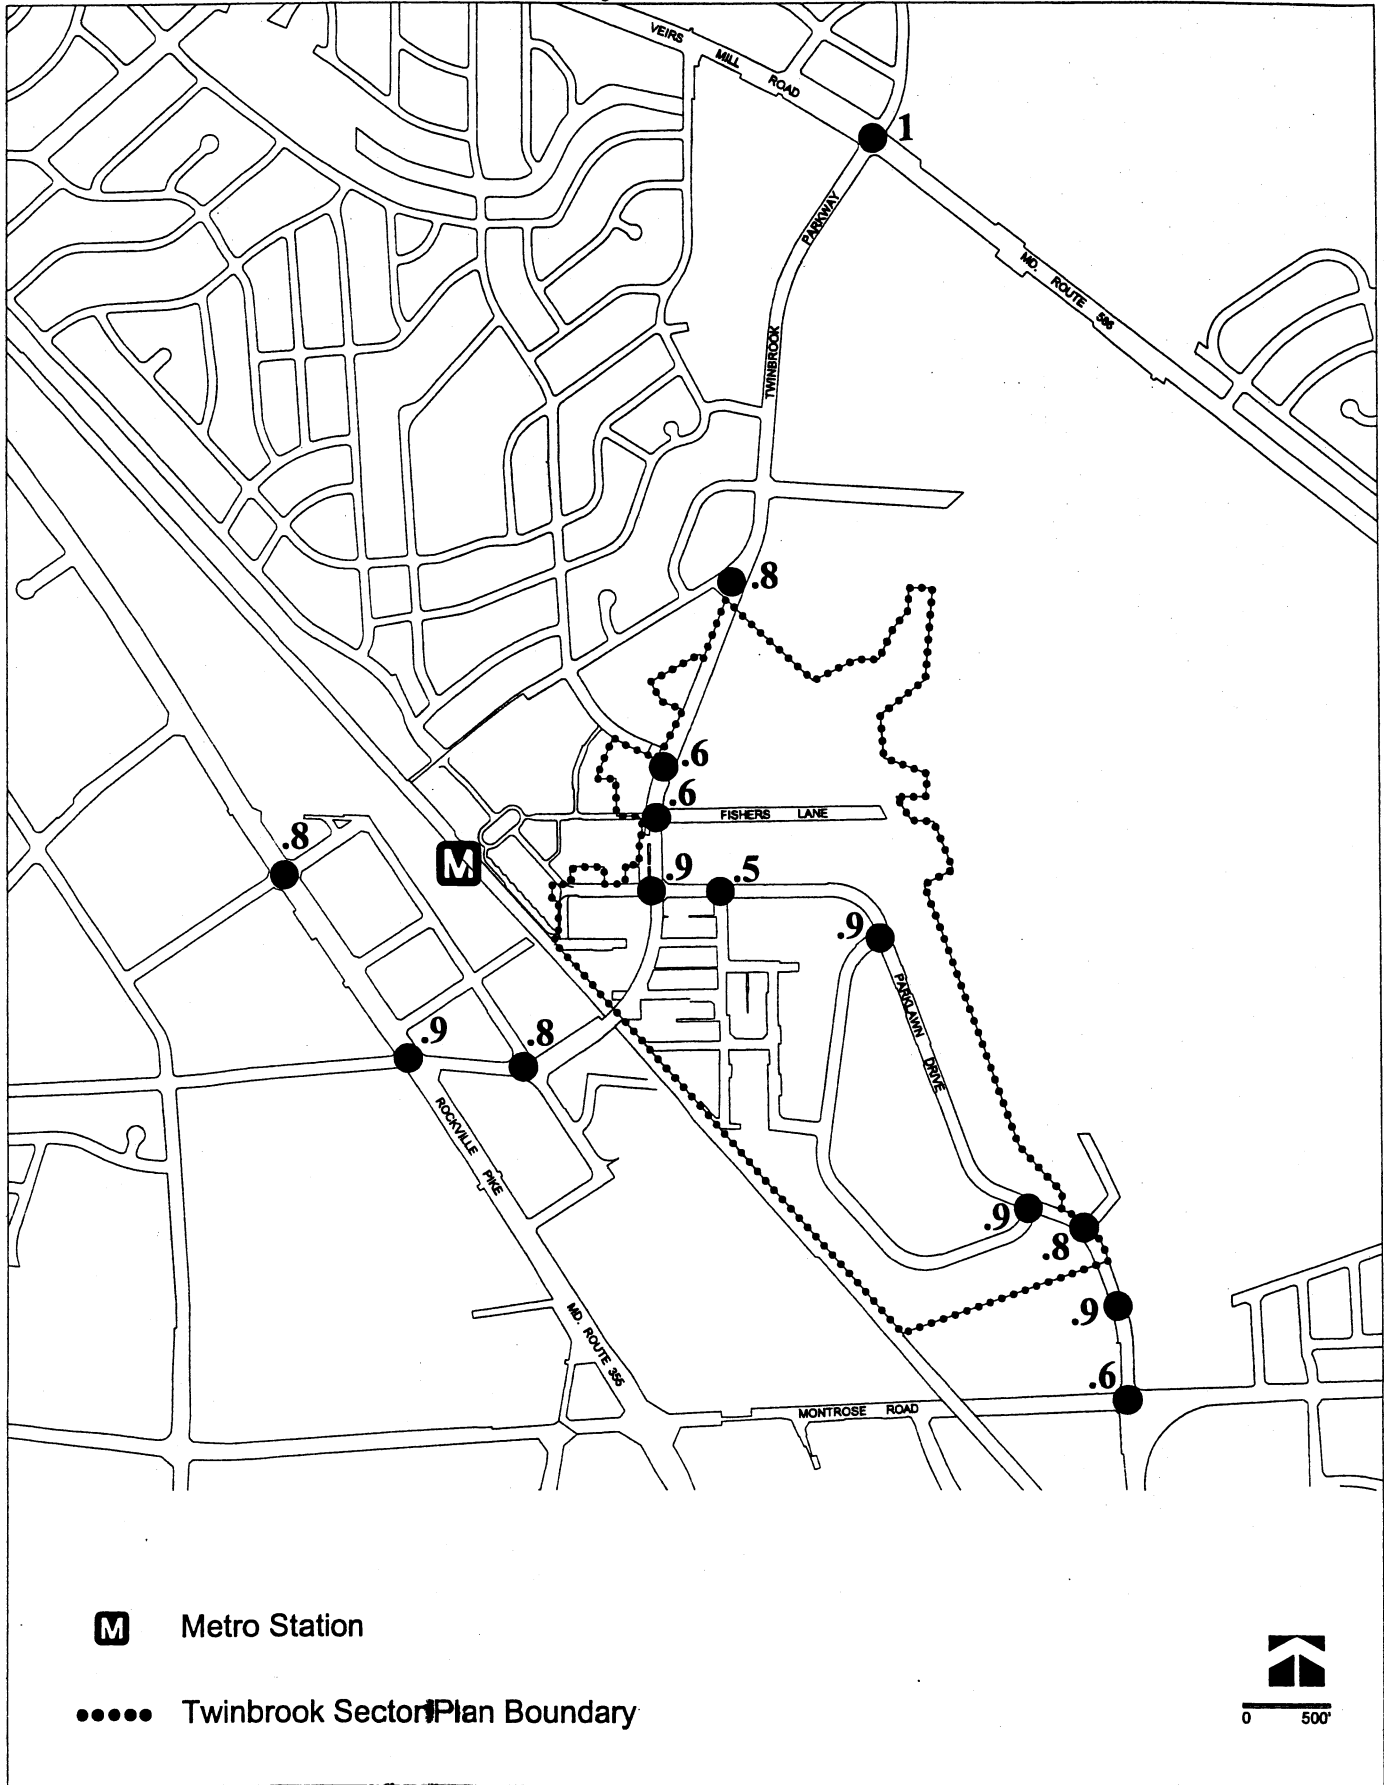 VEIRS MILL ROAD
1
PARKWAY
MD. ROUTE 586
TWINBROOK
.8
.6
.6
FISHERS LANE
.8
M
.9
.5
.9
PARKLAWN DRIVE
.9
.8
ROCKVILLE PIKE
.9
.8
.9
MD. ROUTE 355
.6
MONTROSE ROAD
M Metro Station
Twinbrook Sector Plan Boundary
0 500'